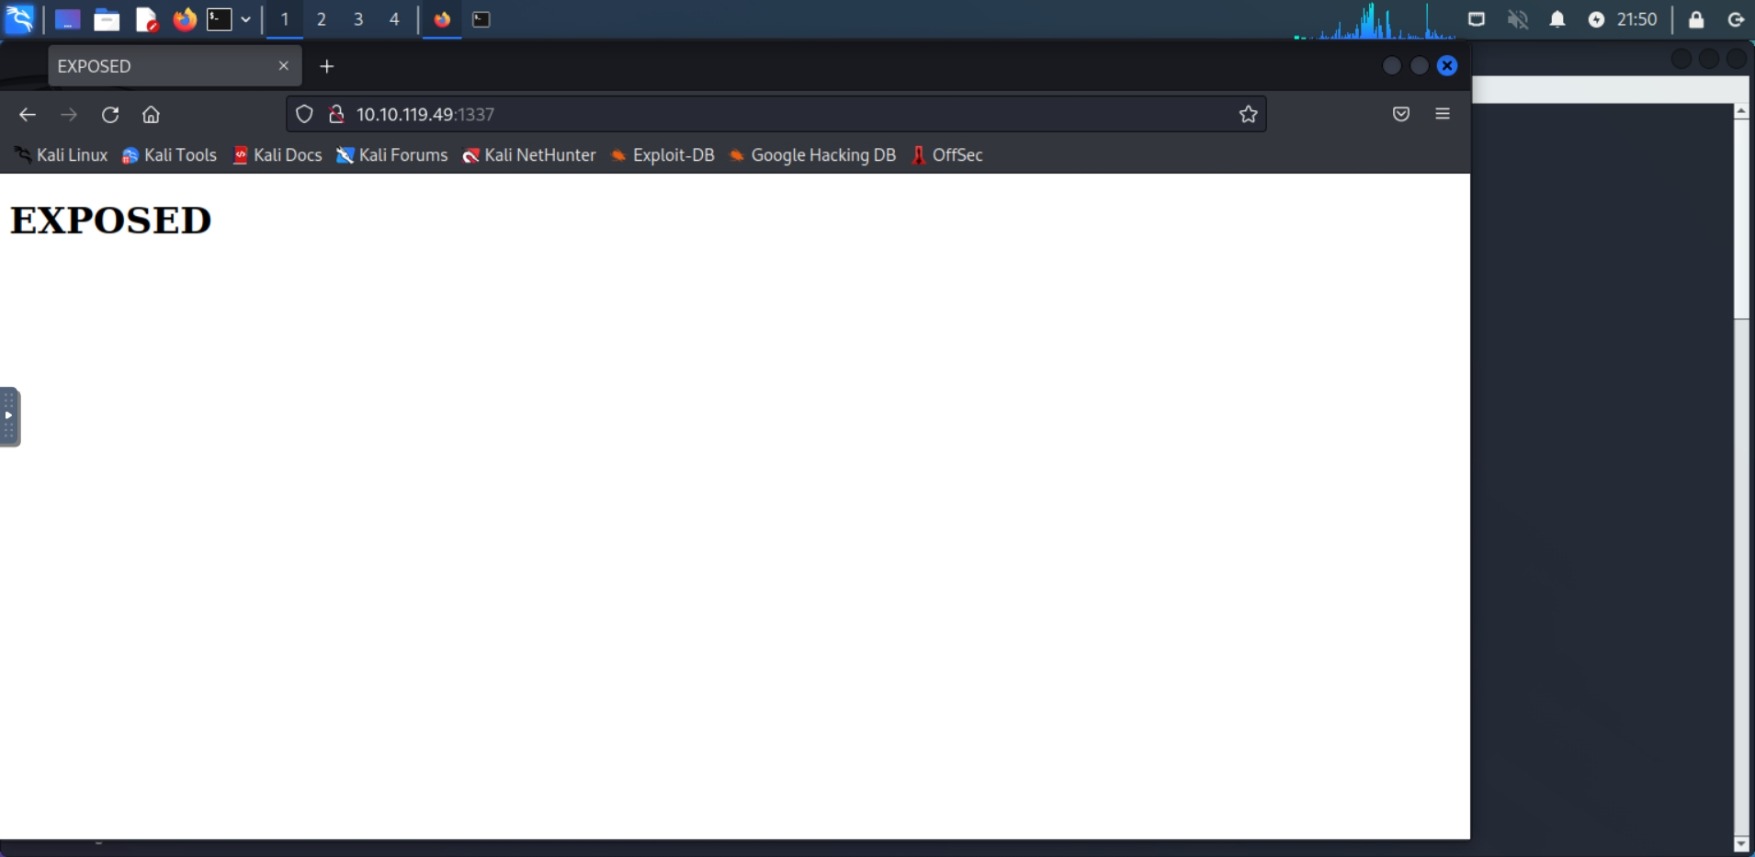 1 2 3 4 21:50
EXPOSED
10.10.119.49:1337
Kali Linux Kali Tools Kali Docs Kali Forums Kali NetHunter Exploit-DB Google Hacking DB OffSec
EXPOSED